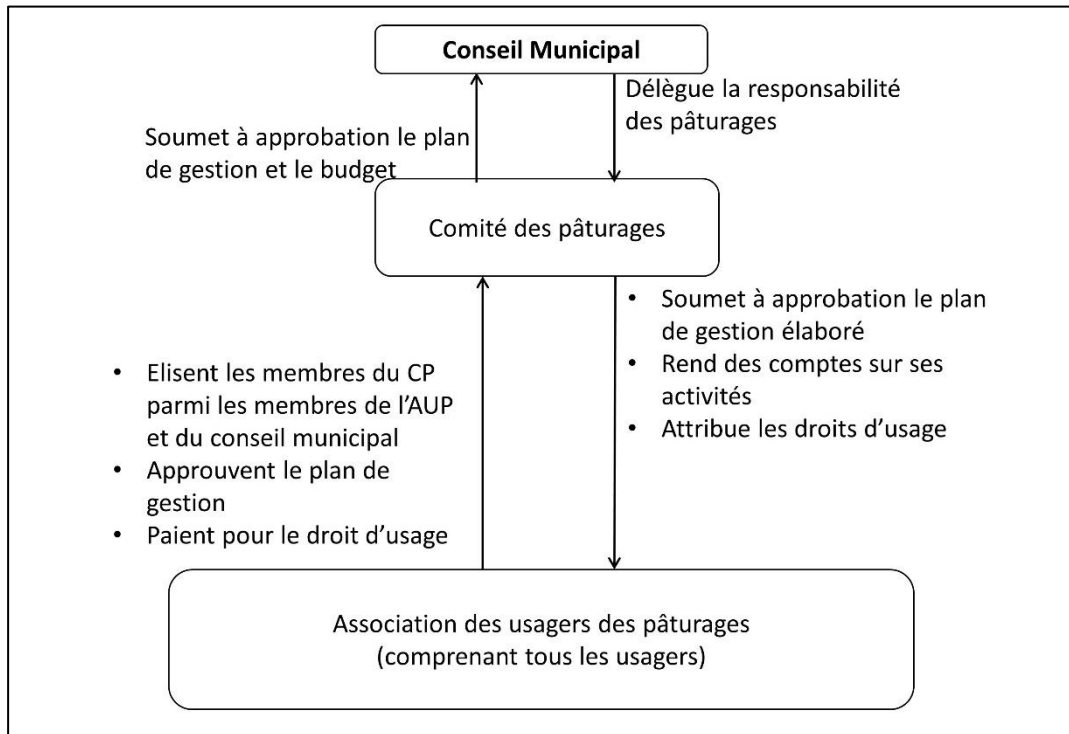 Conseil Municipal
Délègue la responsabilité
des pâturages
Soumet à approbation le plan
de gestion et le budget
Comité des pâturages
• Soumet à approbation le plan
de gestion élaboré
• Rend des comptes sur ses
activités
• Attribue les droits d’usage
• Elisent les membres du CP
parmi les membres de l’AUP
et du conseil municipal
• Approuvent le plan de
gestion
• Paient pour le droit d’usage
Association des usagers des pâturages
(comprenant tous les usagers)